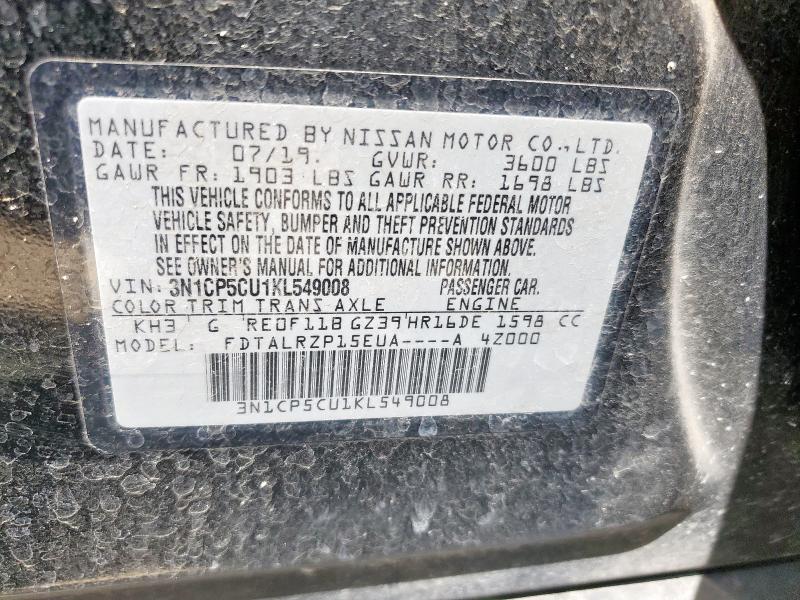 MANUFACTURED BY NISSAN MOTOR CO., LTD.
DATE: 07/19. GVWR: 3600 LBS
GAWR FR: 1903 LBS GAWR RR: 1698 LBS
THIS VEHICLE CONFORMS TO ALL APPLICABLE FEDERAL MOTOR
VEHICLE SAFETY, BUMPER AND THEFT PREVENTION STANDARDS
IN EFFECT ON THE DATE OF MANUFACTURE SHOWN ABOVE.
SEE OWNER'S MANUAL FOR ADDITIONAL INFORMATION.
VIN: 3N1CP5CU1KL549008 PASSENGER CAR.
COLOR TRIM TRANS AXLE ENGINE
KH3 G RE0F11B GZ39 HR16DE 1598 CC
MODEL: FDTALRZP15EUA----A 4Z000
3N1CP5CU1KL549008